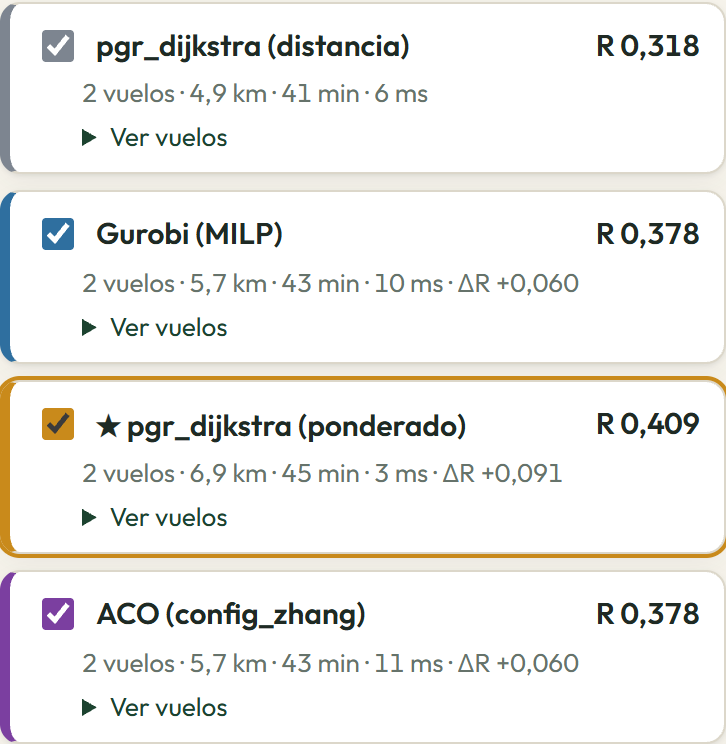 pgr_dijkstra (distancia) R 0,318
2 vuelos · 4,9 km · 41 min · 6 ms
▶ Ver vuelos
Gurobi (MILP) R 0,378
2 vuelos · 5,7 km · 43 min · 10 ms · ΔR +0,060
▶ Ver vuelos
★ pgr_dijkstra (ponderado) R 0,409
2 vuelos · 6,9 km · 45 min · 3 ms · ΔR +0,091
▶ Ver vuelos
ACO (config_zhang) R 0,378
2 vuelos · 5,7 km · 43 min · 11 ms · ΔR +0,060
▶ Ver vuelos